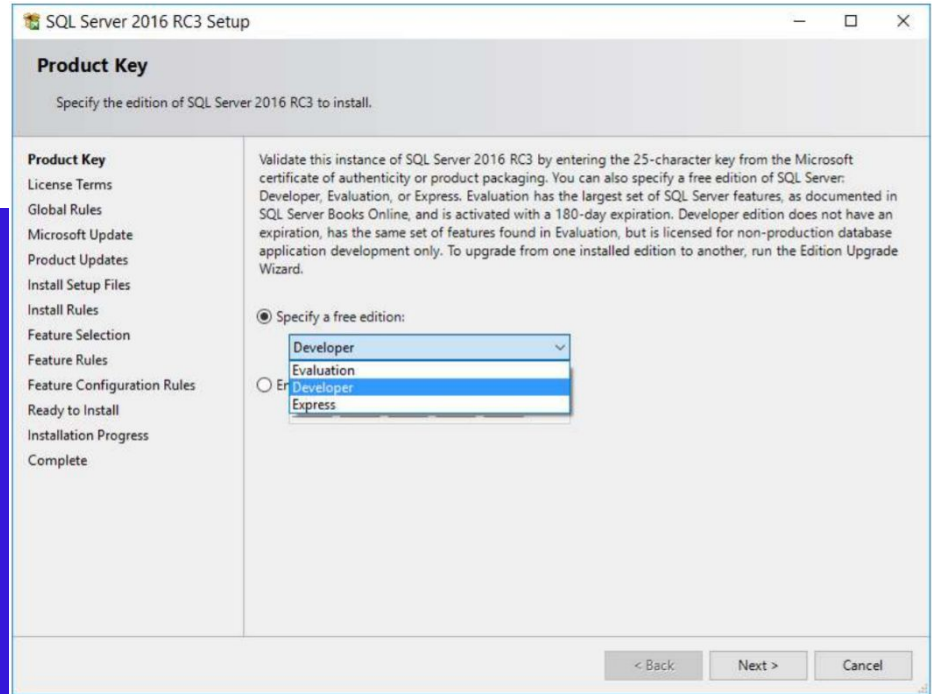 SQL Server 2016 RC3 Setup
Product Key
Specify the edition of SQL Server 2016 RC3 to install.
Product Key
License Terms
Global Rules
Microsoft Update
Product Updates
Install Setup Files
Install Rules
Feature Selection
Feature Rules
Feature Configuration Rules
Ready to Install
Installation Progress
Complete
Validate this instance of SQL Server 2016 RC3 by entering the 25-character key from the Microsoft
certificate of authenticity or product packaging. You can also specify a free edition of SQL Server:
Developer, Evaluation, or Express. Evaluation has the largest set of SQL Server features, as documented in
SQL Server Books Online, and is activated with a 180-day expiration. Developer edition does not have an
expiration, has the same set of features found in Evaluation, but is licensed for non-production database
application development only. To upgrade from one installed edition to another, run the Edition Upgrade
Wizard.
Specify a free edition:
Developer
Evaluation
En
Developer
Express
< Back
Next >
Cancel